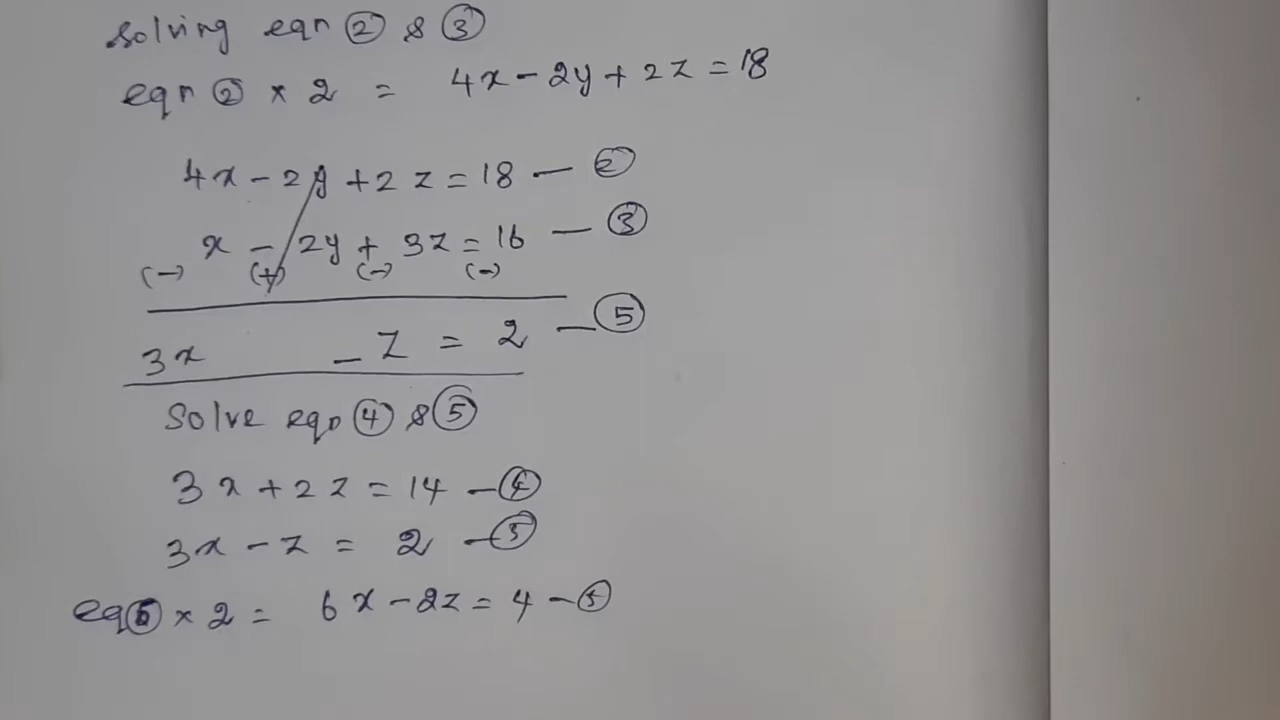 solving eqn ② & ③
eqn ② × 2 = 4x - 2y + 2z = 18
4x - 2y + 2z = 18 — ②
x - 2y + 3z = 16 — ③
(-) (+) (-) (-)
3x - z = 2 — ⑤
Solve eqn ④ & ⑤
3x + 2z = 14 — ④
3x - z = 2 — ⑤
eq⑤ × 2 = 6x - 2z = 4 — ⑤